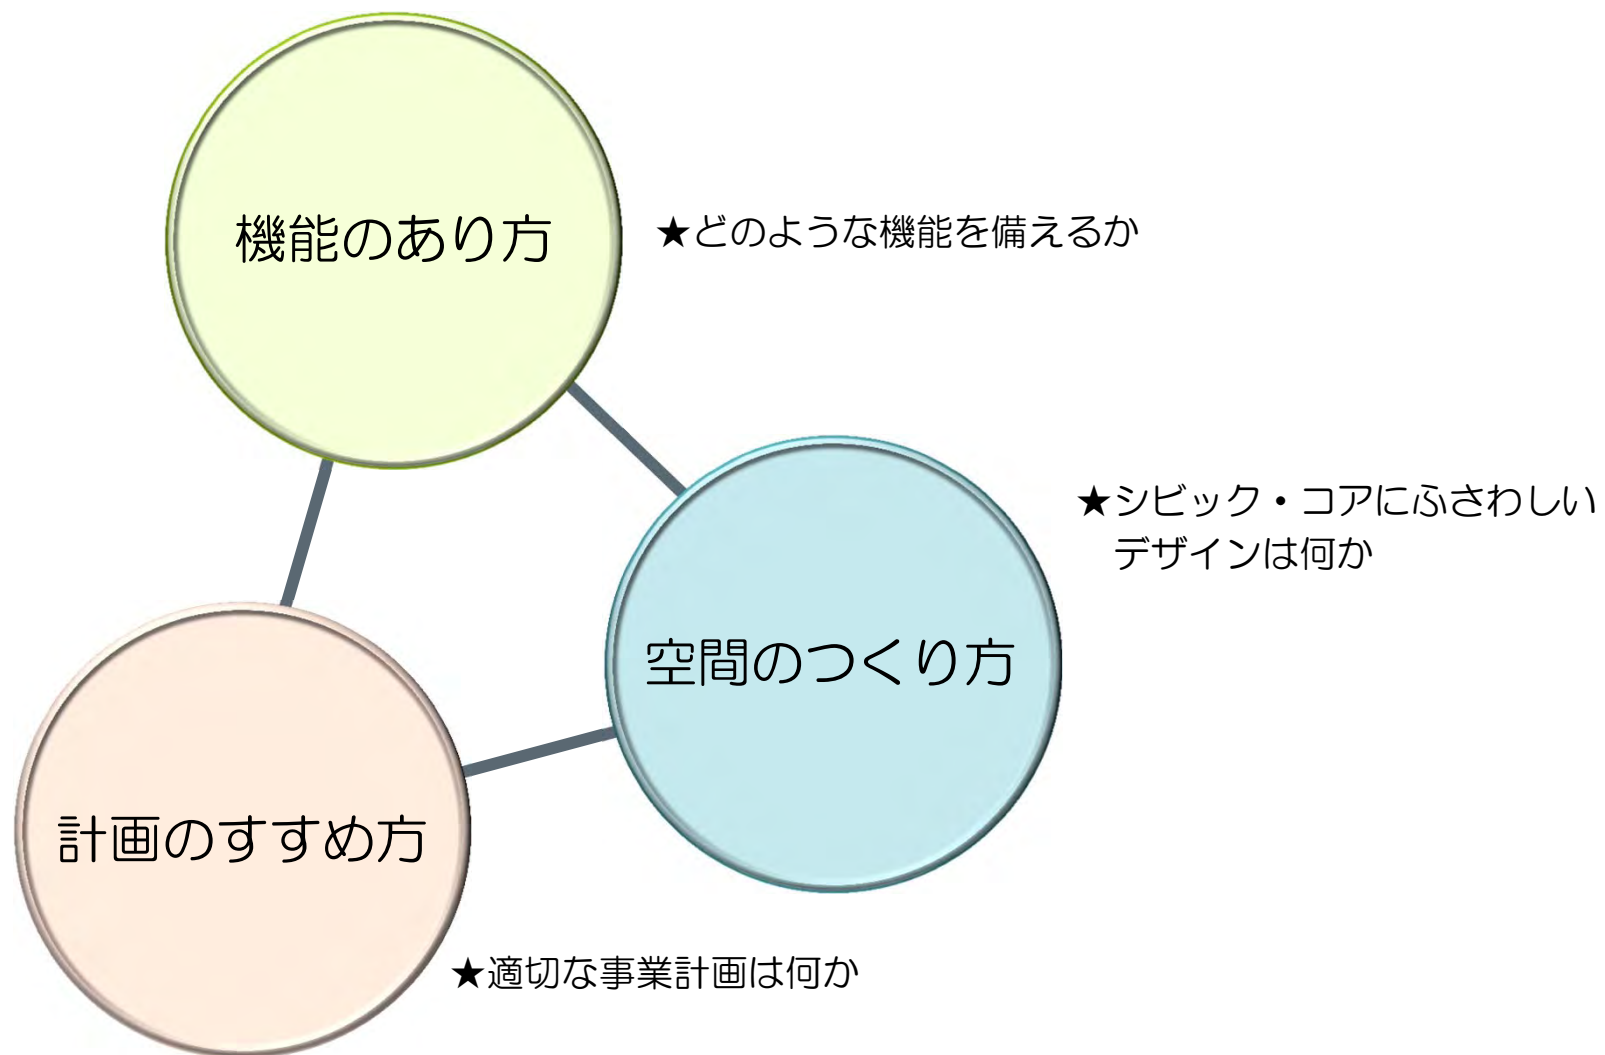 機能のあり方
★どのような機能を備えるか
★シビック・コアにふさわしい
デザインは何か
空間のつくり方
計画のすすめ方
★適切な事業計画は何か